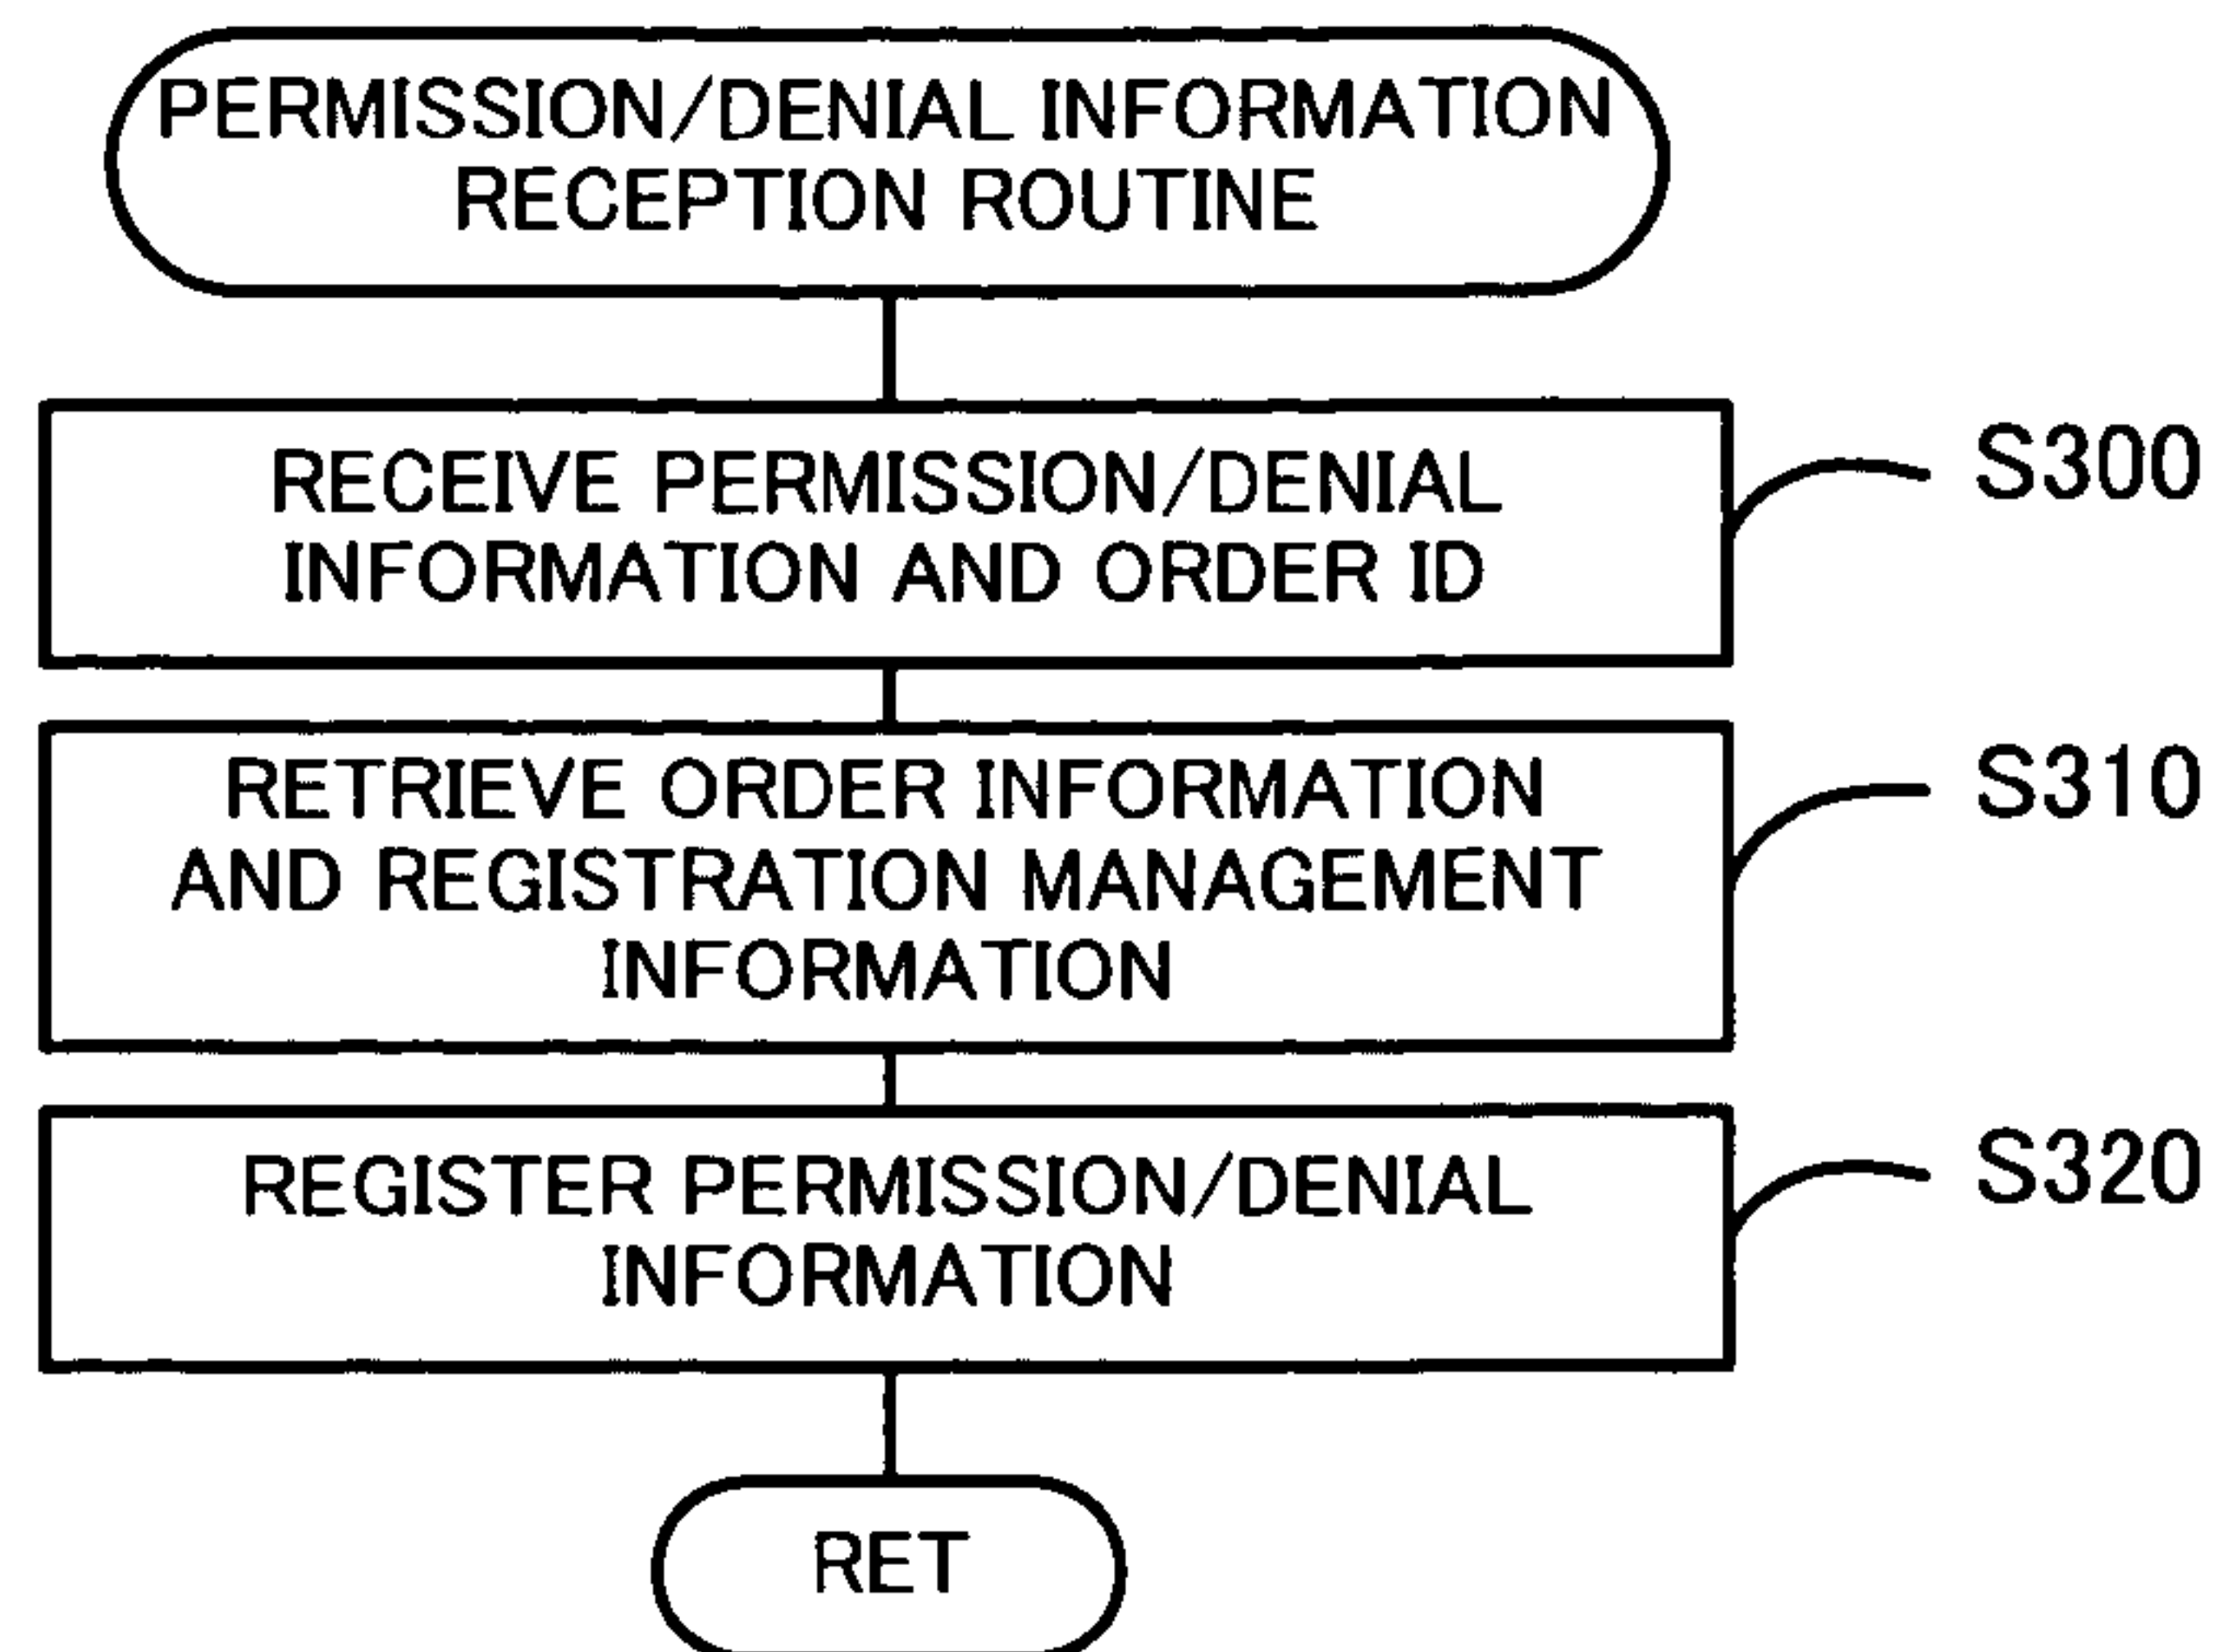 PERMISSION/DENIAL INFORMATION
RECEPTION ROUTINE
RECEIVE PERMISSION/DENIAL
INFORMATION AND ORDER ID
S300
RETRIEVE ORDER INFORMATION
AND REGISTRATION MANAGEMENT
INFORMATION
S310
REGISTER PERMISSION/DENIAL
INFORMATION
S320
RET